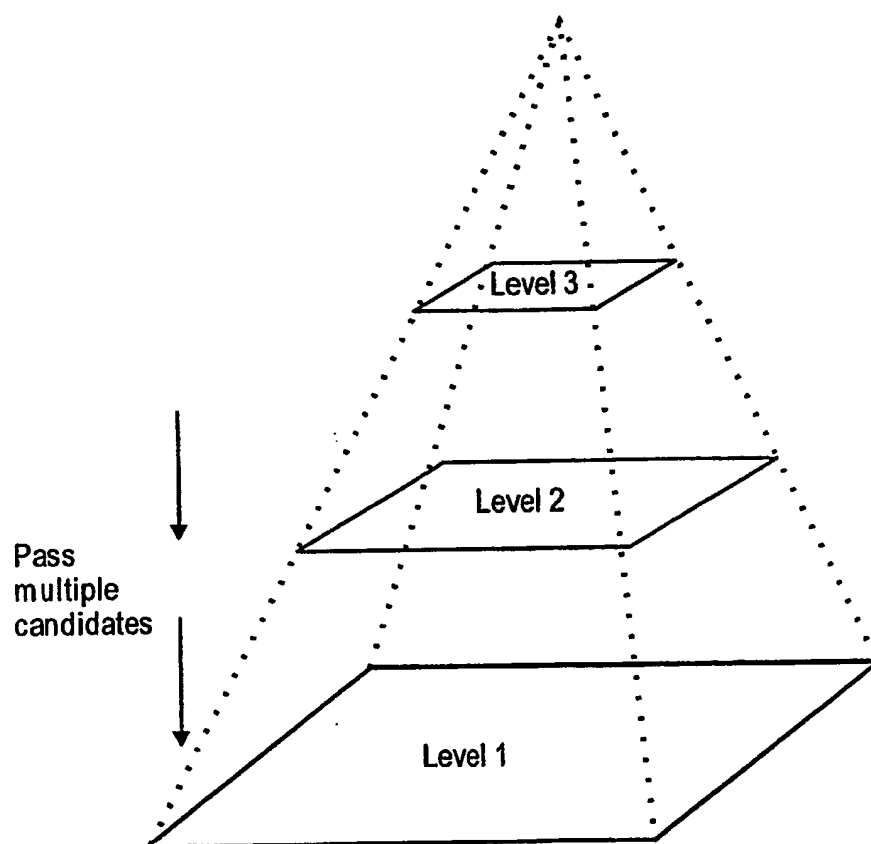 Level 3
Level 2
Pass
multiple
candidates
Level 1